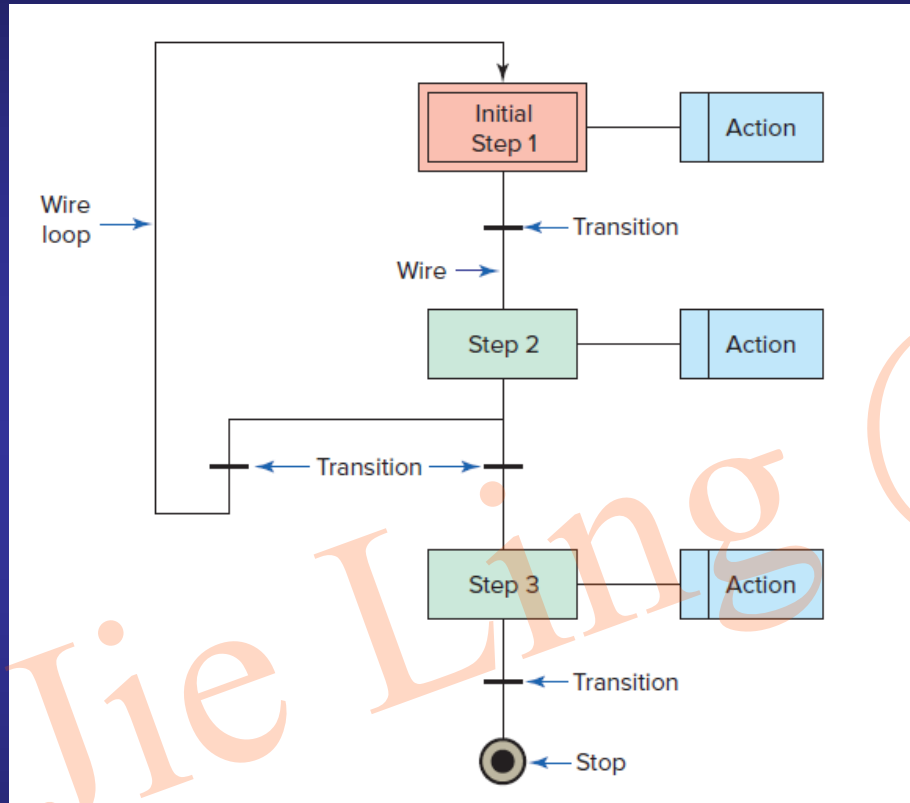 Initial
Step 1
Action
Wire
loop
Transition
Wire
Step 2
Action
Transition
Step 3
Action
Transition
Stop
Jie Ling (